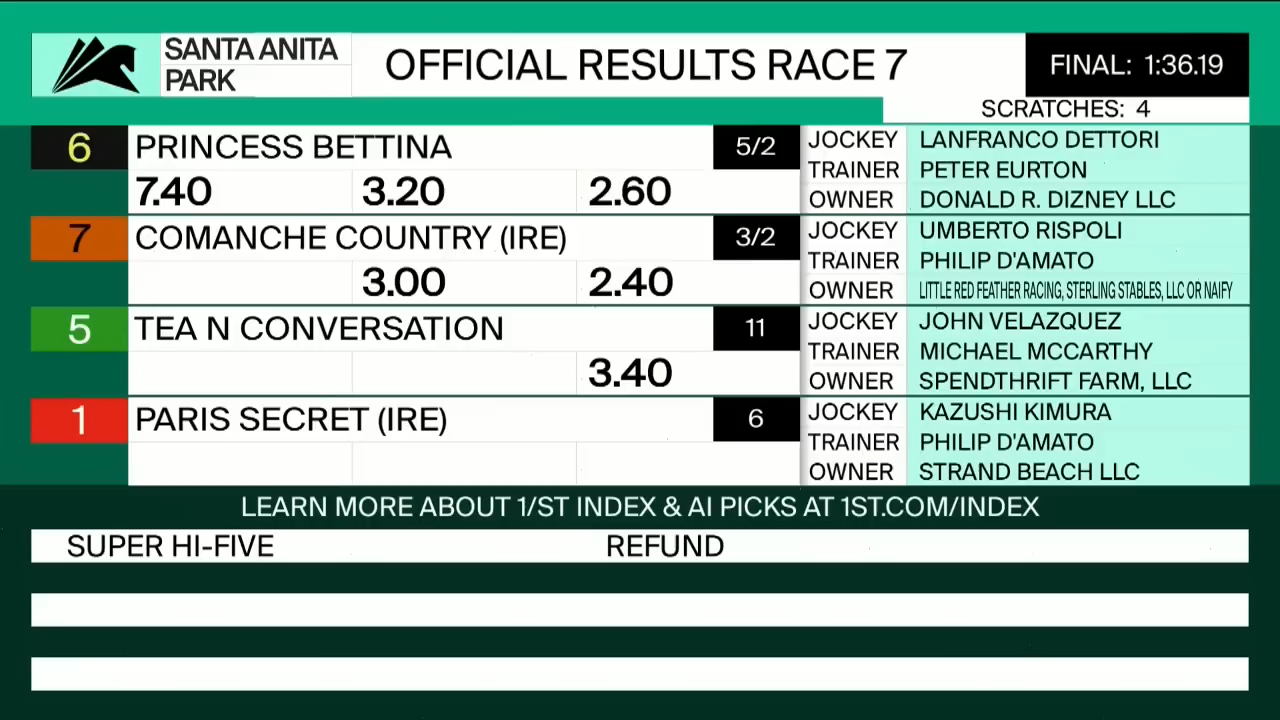 SANTA ANITA
PARK
OFFICIAL RESULTS RACE 7
FINAL: 1:36.19
SCRATCHES: 4
6 PRINCESS BETTINA 5/2
7.40 3.20 2.60
JOCKEY LANFRANCO DETTORI
TRAINER PETER EURTON
OWNER DONALD R. DIZNEY LLC
7 COMANCHE COUNTRY (IRE) 3/2
3.00 2.40
JOCKEY UMBERTO RISPOLI
TRAINER PHILIP D'AMATO
OWNER LITTLE RED FEATHER RACING, STERLING STABLES, LLC OR NAIFY
5 TEA N CONVERSATION 11
3.40
JOCKEY JOHN VELAZQUEZ
TRAINER MICHAEL MCCARTHY
OWNER SPENDTHRIFT FARM, LLC
1 PARIS SECRET (IRE) 6
JOCKEY KAZUSHI KIMURA
TRAINER PHILIP D'AMATO
OWNER STRAND BEACH LLC
LEARN MORE ABOUT 1/ST INDEX & AI PICKS AT 1ST.COM/INDEX
SUPER HI-FIVE REFUND